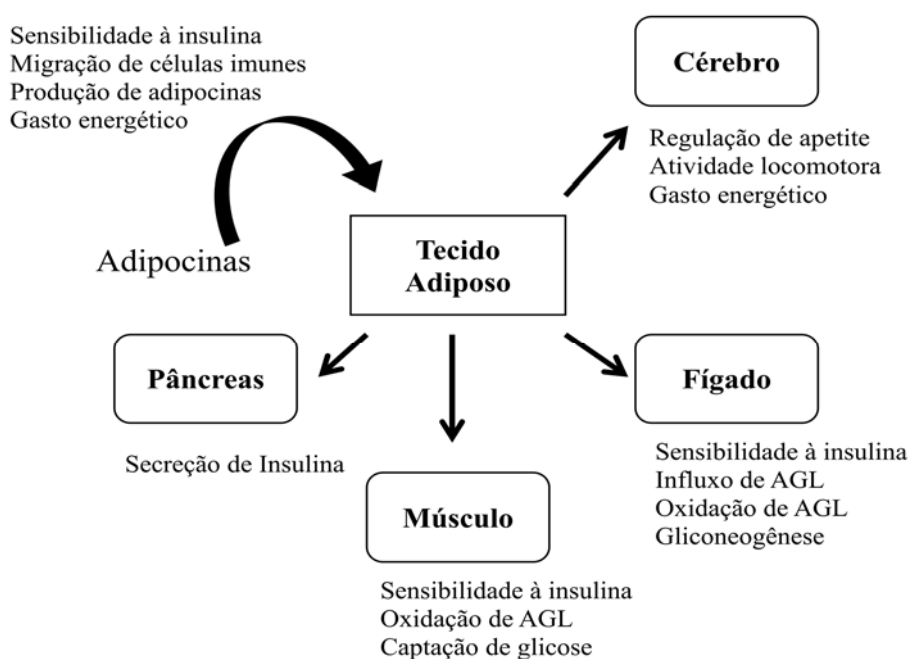 Sensibilidade à insulina
Migração de células imunes
Produção de adipocinas
Gasto energético
Adipocinas
Tecido
Adiposo
Cérebro
Regulação de apetite
Atividade locomotora
Gasto energético
Pâncreas
Secreção de Insulina
Músculo
Sensibilidade à insulina
Oxidação de AGL
Captação de glicose
Fígado
Sensibilidade à insulina
Influxo de AGL
Oxidação de AGL
Gliconeogênese